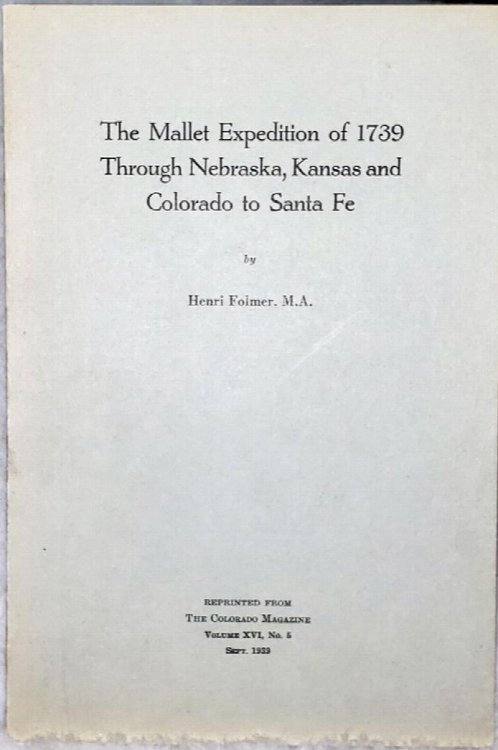 The Mallet Expedition of 1739
Through Nebraska, Kansas and
Colorado to Santa Fe
by
Henri Folmer, M.A.
REPRINTED FROM
THE COLORADO MAGAZINE
VOLUME XVI, No. 5
SEPT. 1939